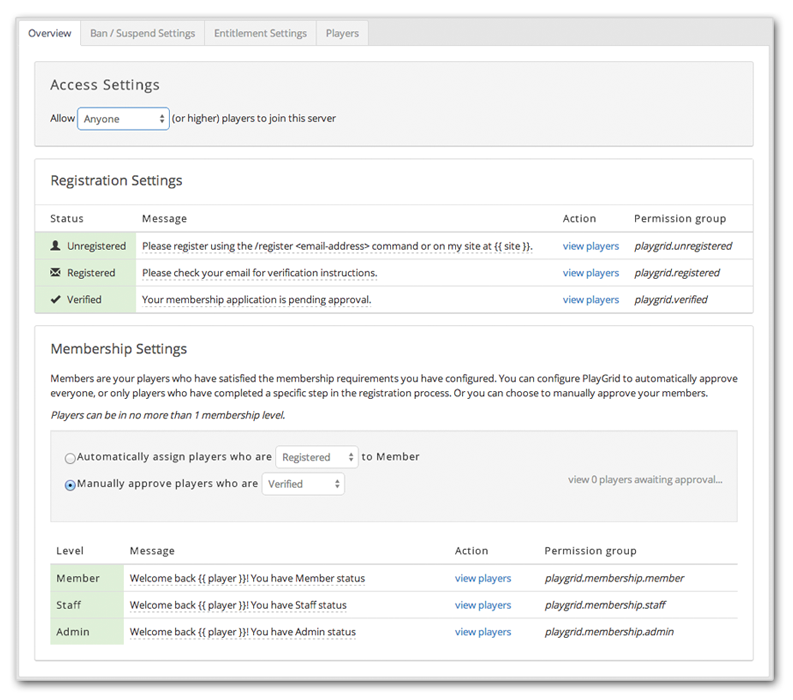 Overview Ban / Suspend Settings Entitlement Settings Players
Access Settings
Allow Anyone (or higher) players to join this server
Registration Settings
Status Message Action Permission group
Unregistered Please register using the /register <email-address> command or on my site at {{ site }}. view players playgrid.unregistered
Registered Please check your email for verification instructions. view players playgrid.registered
Verified Your membership application is pending approval. view players playgrid.verified
Membership Settings
Members are your players who have satisfied the membership requirements you have configured. You can configure PlayGrid to automatically approve
everyone, or only players who have completed a specific step in the registration process. Or you can choose to manually approve your members.
Players can be in no more than 1 membership level.
Automatically assign players who are Registered to Member
Manually approve players who are Verified
view 0 players awaiting approval...
Level Message Action Permission group
Member Welcome back {{ player }}! You have Member status view players playgrid.membership.member
Staff Welcome back {{ player }}! You have Staff status view players playgrid.membership.staff
Admin Welcome back {{ player }}! You have Admin status view players playgrid.membership.admin